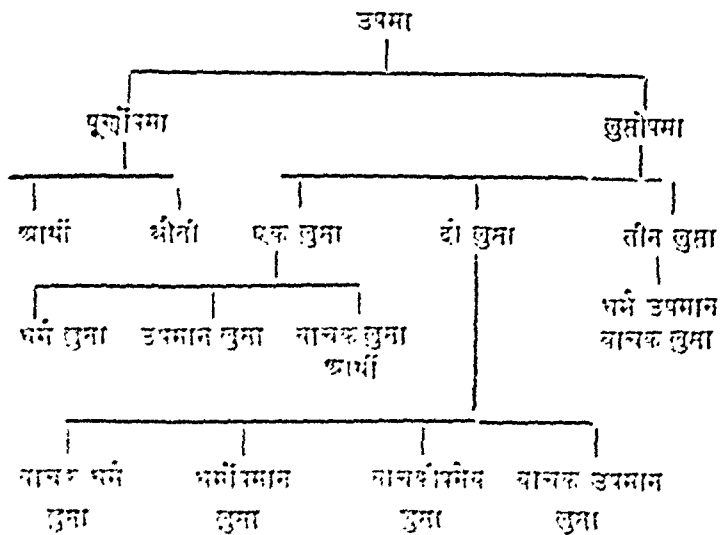 उपमा
पूर्णोपमा लुप्तोपमा
आर्थी श्रौती एक लुप्ता दो लुप्ता तीन लुप्ता
धर्म लुप्ता उपमान लुप्ता वाचक लुप्ता धर्म उपमान
आर्थी वाचक लुप्ता
वाचक धर्म धर्मोपमान वाचकोपमेय वाचक उपमान
लुप्ता लुप्ता लुप्ता लुप्ता